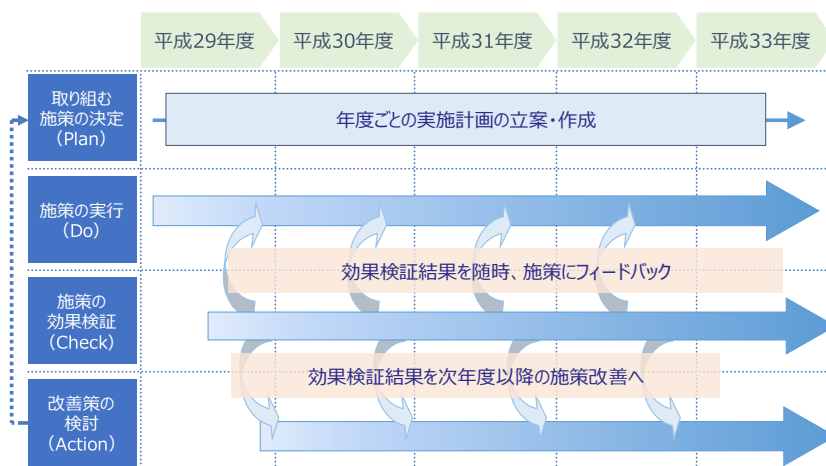 平成29年度
平成30年度
平成31年度
平成32年度
平成33年度
取り組む
施策の決定
(Plan)
年度ごとの実施計画の立案・作成
施策の実行
(Do)
効果検証結果を随時、施策にフィードバック
施策の
効果検証
(Check)
効果検証結果を次年度以降の施策改善へ
改善策の
検討
(Action)